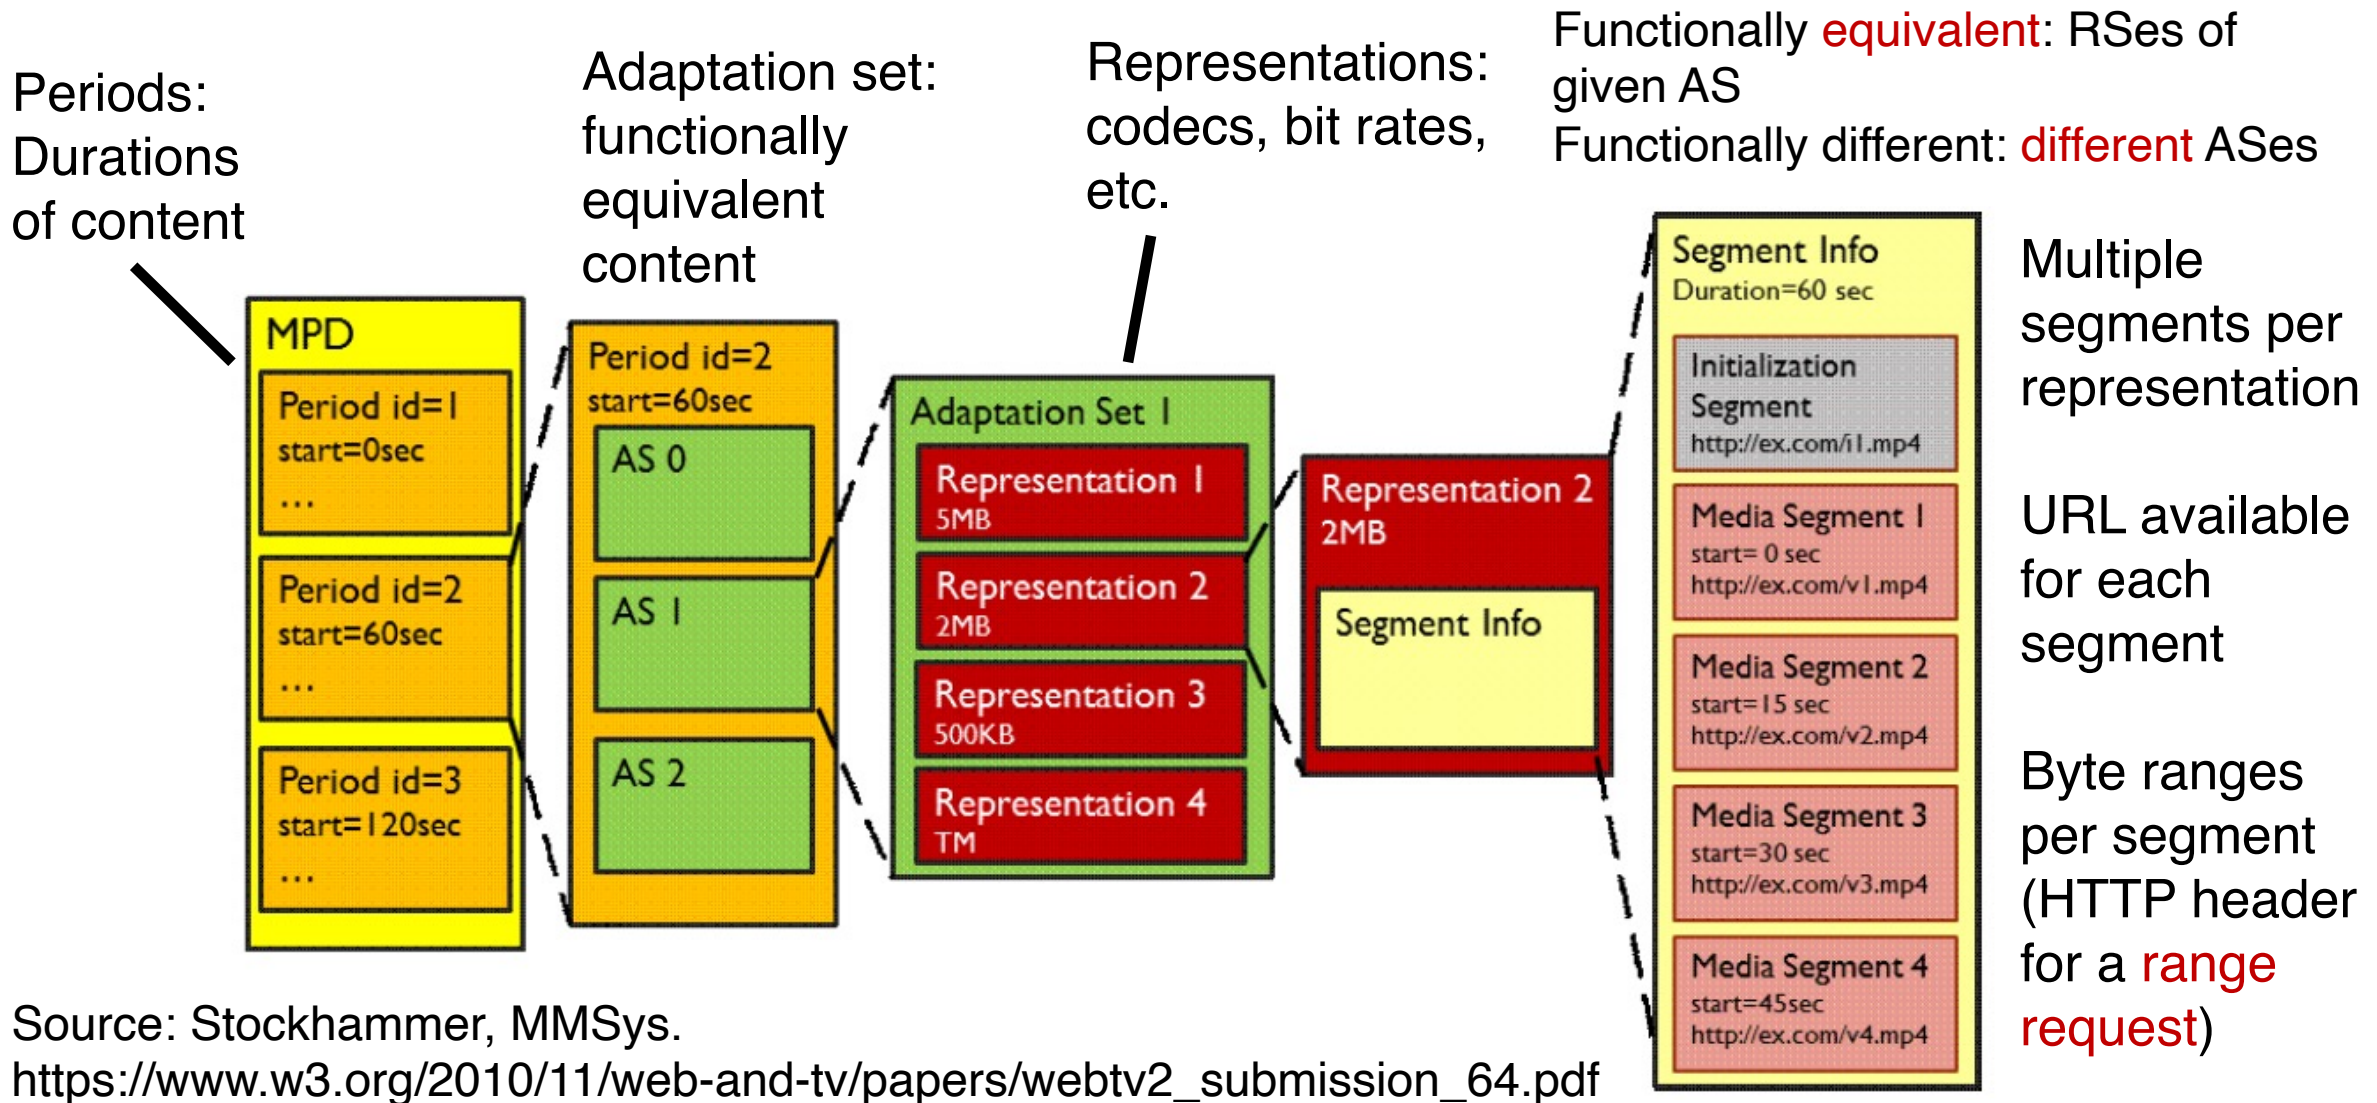 Periods:
Durations
of content
Adaptation set:
functionally
equivalent
content
Representations:
codecs, bit rates,
etc.
Functionally equivalent: RSes of
given AS
Functionally different: different ASes
MPD
Period id=1
start=0sec
...
Period id=2
start=60sec
...
Period id=3
start=120sec
...
Period id=2
start=60sec
AS 0
AS 1
AS 2
Adaptation Set 1
Representation 1
5MB
Representation 2
2MB
Representation 3
500KB
Representation 4
TM
Representation 2
2MB
Segment Info
Segment Info
Duration=60 sec
Initialization
Segment
http://ex.com/i1.mp4
Media Segment 1
start= 0 sec
http://ex.com/v1.mp4
Media Segment 2
start=15 sec
http://ex.com/v2.mp4
Media Segment 3
start=30 sec
http://ex.com/v3.mp4
Media Segment 4
start=45sec
http://ex.com/v4.mp4
Multiple
segments per
representation
URL available
for each
segment
Byte ranges
per segment
(HTTP header
for a range
request)
Source: Stockhammer, MMSys.
https://www.w3.org/2010/11/web-and-tv/papers/webtv2_submission_64.pdf